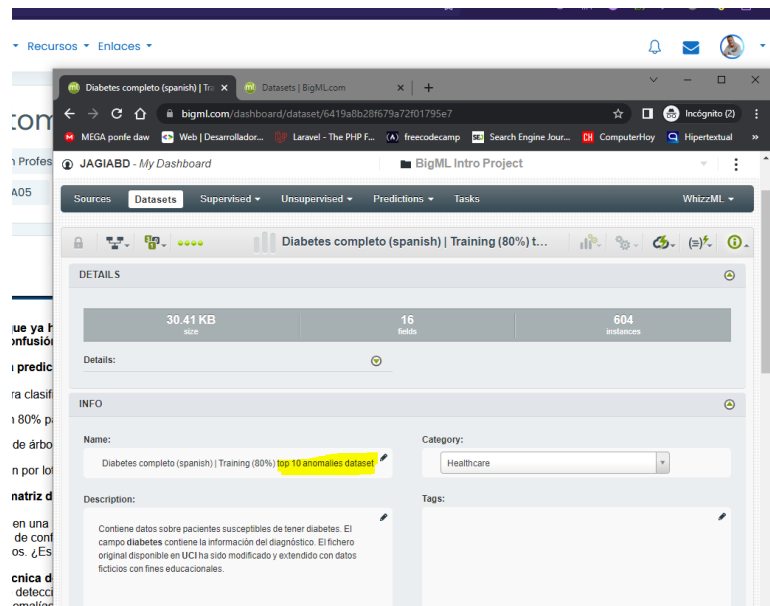 Recursos Enlaces
Diabetes completo (spanish) | Tra
Datasets | BigML.com
bigml.com/dashboard/dataset/6419a8b28f679a72f01795e7
Incógnito (2)
MEGA ponfe daw
Web | Desarrollador...
Laravel - The PHP F...
freecodecamp
Search Engine Jour...
ComputerHoy
Hipertextual
JAGIABD - My Dashboard
BigML Intro Project
Sources Datasets Supervised Unsupervised Predictions Tasks WhizzML
Diabetes completo (spanish) | Training (80%) t...
DETAILS
30.41 KB 16 604
size fields instances
Details:
INFO
Name: Category:
Diabetes completo (spanish) | Training (80%) top 10 anomalies dataset
Healthcare
Description: Tags:
Contiene datos sobre pacientes susceptibles de tener diabetes. El
campo diabetes contiene la información del diagnóstico. El fichero
original disponible en UCI ha sido modificado y extendido con datos
ficticios con fines educacionales.
A05
que ya h
onfusión
predic
ra clasifi
80% pa
de árbo
n por lot
matriz d
en una
de conf
os. ¿Es
cnica d
detecci